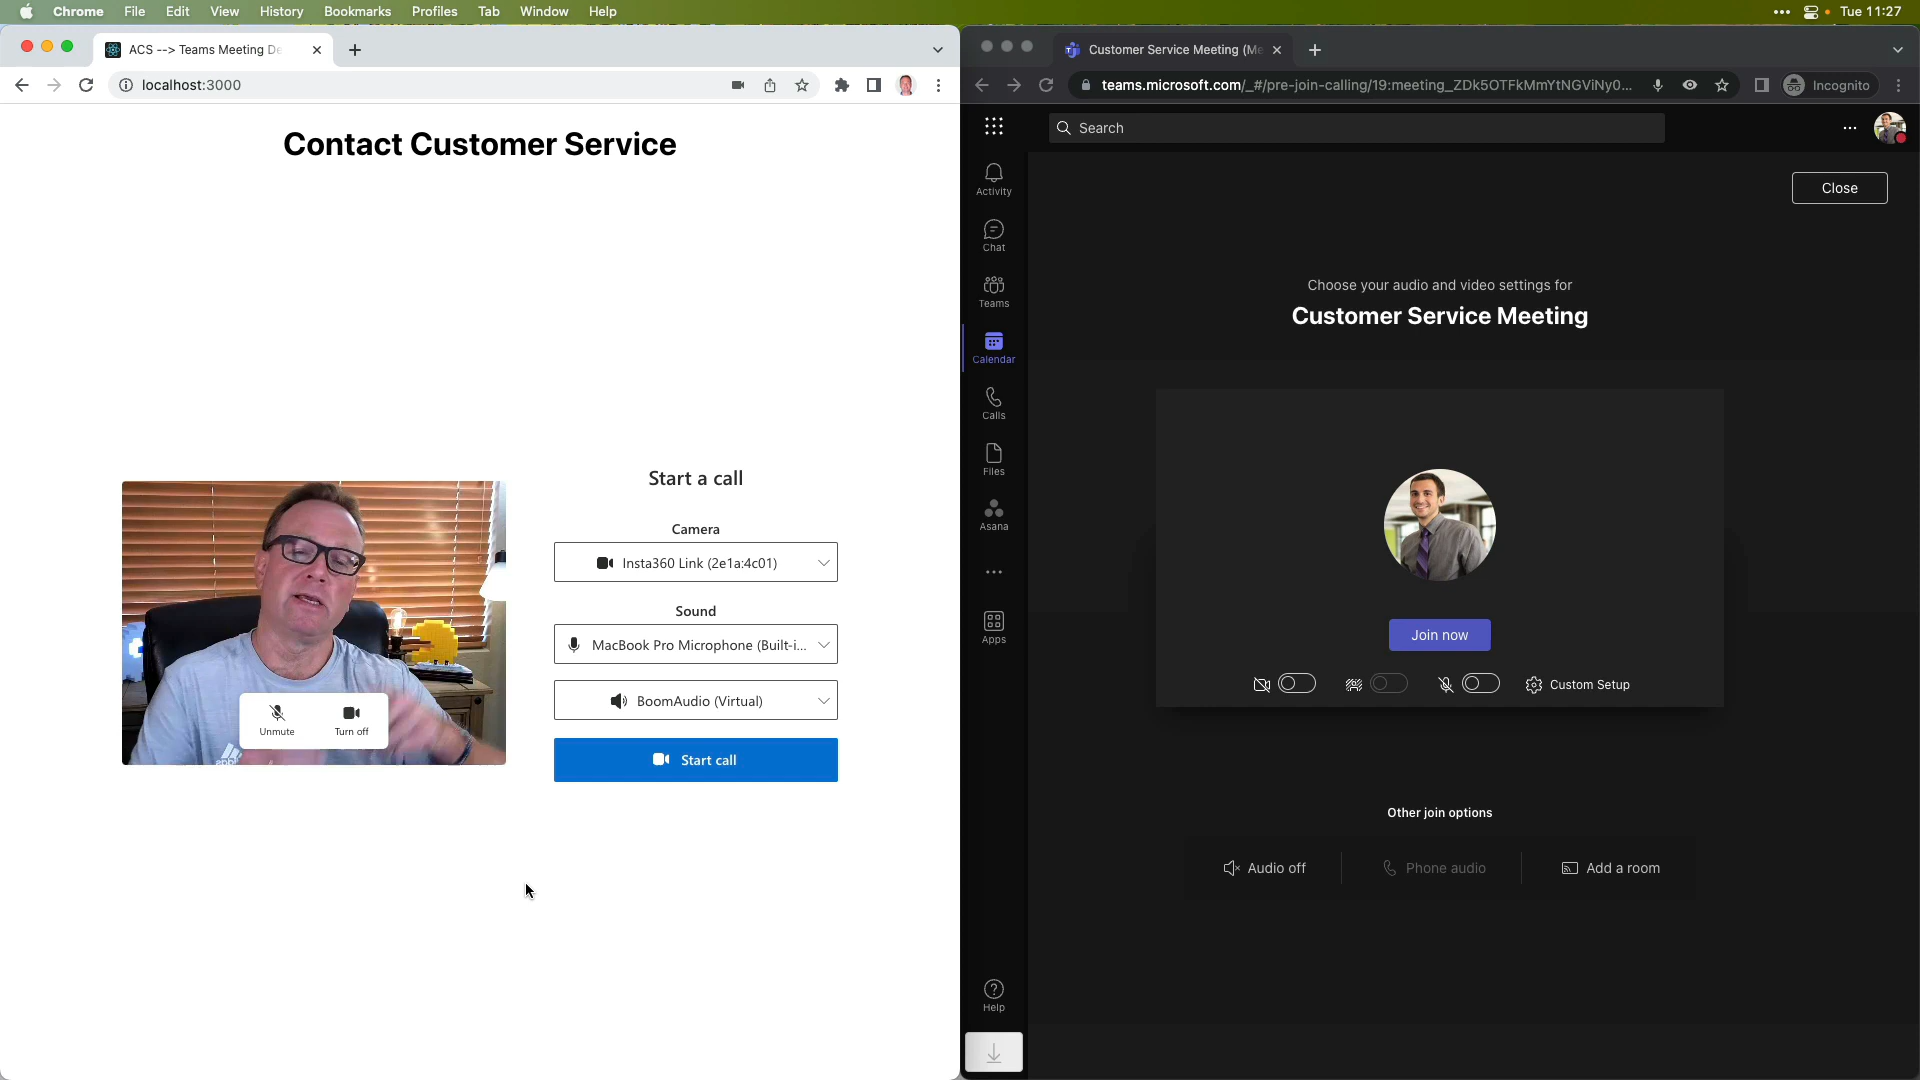 Chrome File Edit View History Bookmarks Profiles Tab Window Help
Tue 11:27
ACS --> Teams Meeting De
localhost:3000
Contact Customer Service
Start a call
Camera
Insta360 Link (2e1a:4c01)
Sound
MacBook Pro Microphone (Built-i...
BoomAudio (Virtual)
Start call
Unmute
Turn off
Customer Service Meeting (Me
teams.microsoft.com/_#/pre-join-calling/19:meeting_ZDk5OTFkMmYtNGViNy0...
Incognito
Search
Activity
Chat
Teams
Calendar
Calls
Files
Asana
Apps
Help
Close
Choose your audio and video settings for
Customer Service Meeting
Join now
Custom Setup
Other join options
Audio off
Phone audio
Add a room